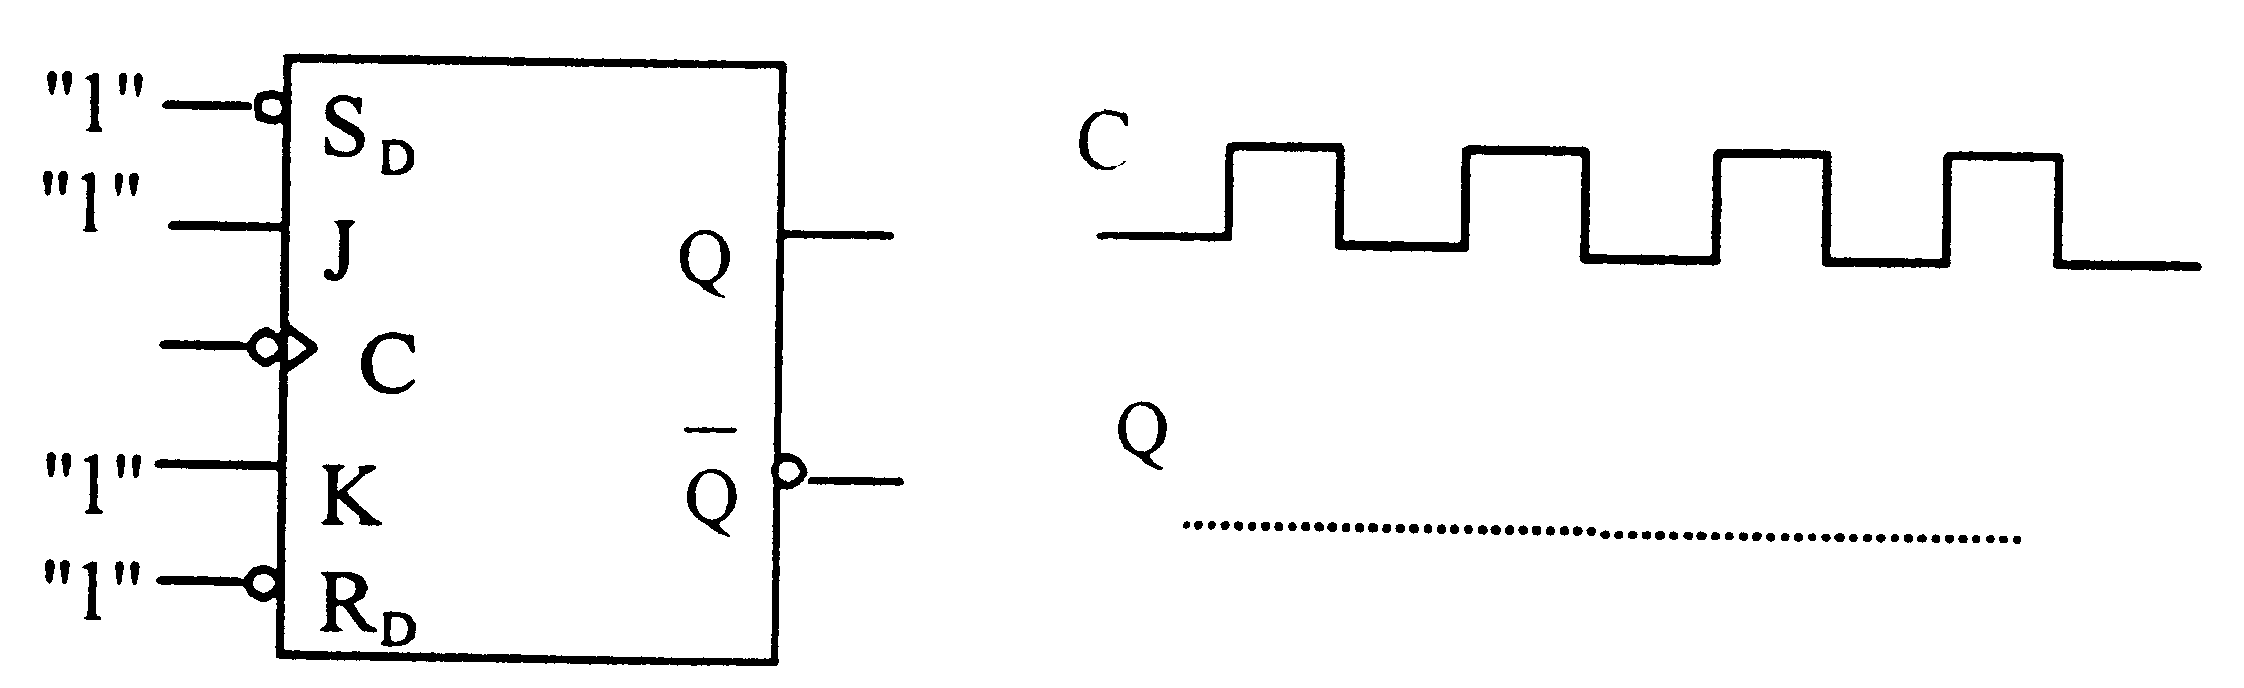 "1" S_D
"1" J
Q
C
"1" K
Q̅
"1" R_D
C
Q